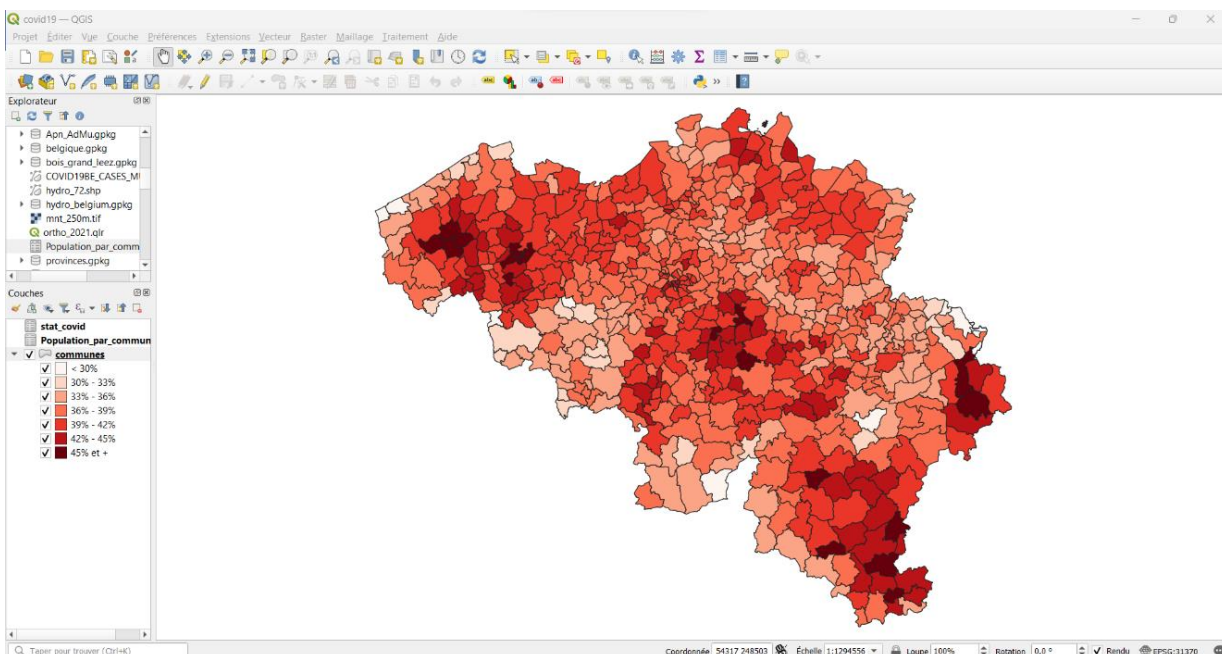 covid19 — QGIS
Projet Éditer Vue Couche Préférences Extensions Vecteur Raster Maillage Traitement Aide
Explorateur
Apn_AdMu.gpkg
belgique.gpkg
bois_grand_leez.gpkg
COVID19BE_CASES_M
hydro_72.shp
hydro_belgium.gpkg
mnt_250m.tif
ortho_2021.qlr
Population_par_comm
provinces.gpkg
Couches
stat_covid
Population_par_commun
communes
< 30%
30% - 33%
33% - 36%
36% - 39%
39% - 42%
42% - 45%
45% et +
Taper pour trouver (Ctrl+K)
Coordonnée 54317 248503 Échelle 1:1294556 Loupe 100% Rotation 0,0 ° Rendu EPSG:31370